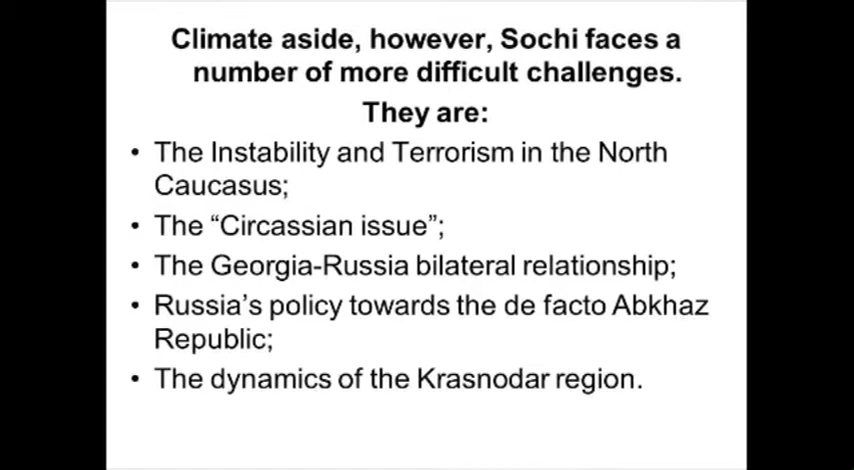 Climate aside, however, Sochi faces a
number of more difficult challenges.
They are:
• The Instability and Terrorism in the North
Caucasus;
• The “Circassian issue”;
• The Georgia-Russia bilateral relationship;
• Russia’s policy towards the de facto Abkhaz
Republic;
• The dynamics of the Krasnodar region.